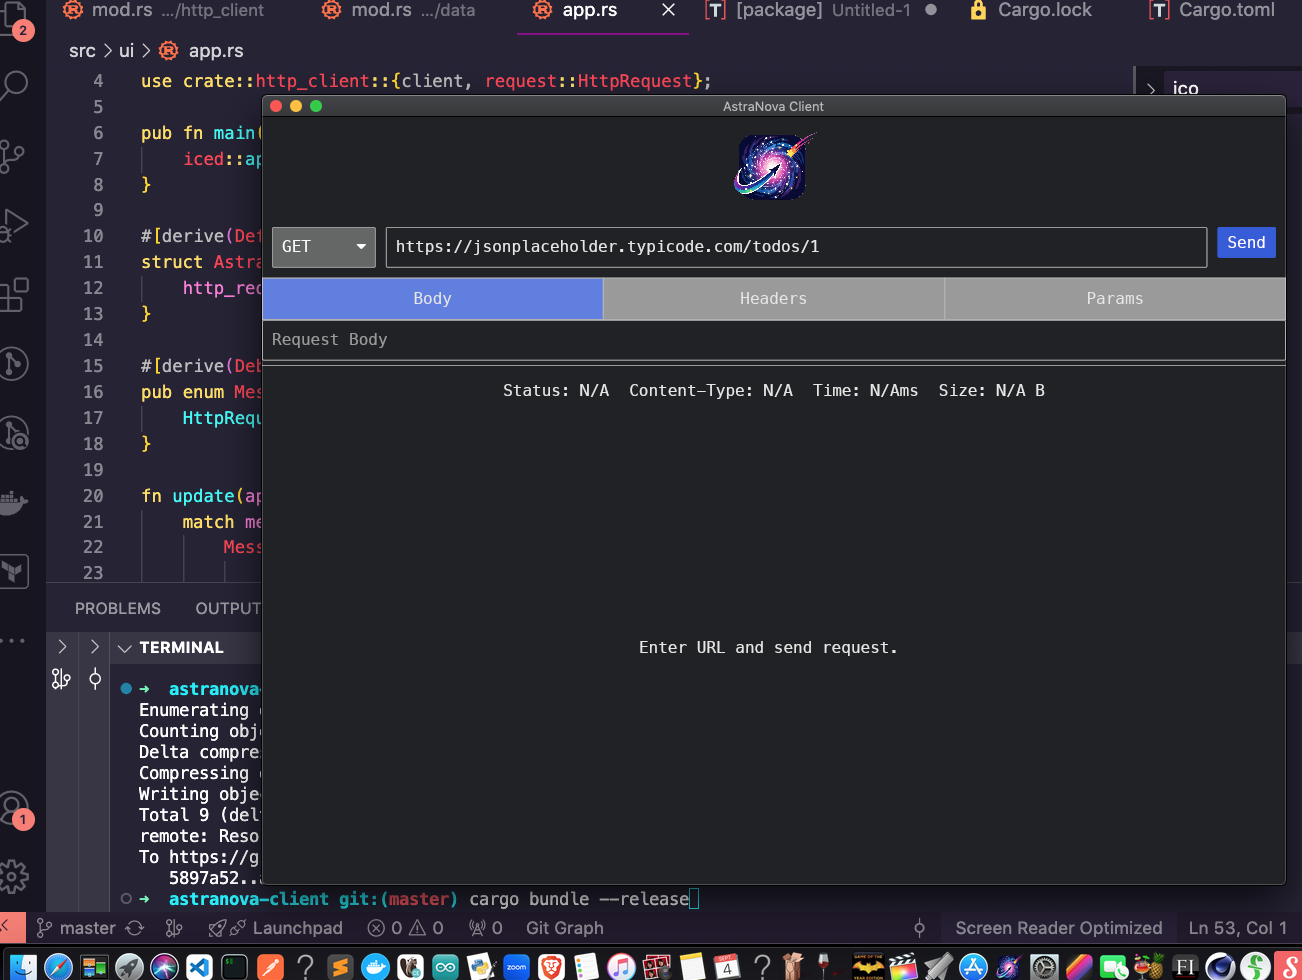 2
mod.rs .../http_client
mod.rs .../data
app.rs
[package] Untitled-1
Cargo.lock
Cargo.toml
src > ui > app.rs
ico
4 use crate::http_client::{client, request::HttpRequest};
5
6 pub fn main(
7 iced::ap
8 }
9
10 #[derive(De
11 struct Astra
12 http_rec
13 }
14
15 #[derive(Deb
16 pub enum Mes
17 HttpRequ
18 }
19
20 fn update(ap
21 match me
22 Mess
23
AstraNova Client
GET
https://jsonplaceholder.typicode.com/todos/1
Send
Body
Headers
Params
Request Body
Status: N/A Content-Type: N/A Time: N/Ams Size: N/A B
Enter URL and send request.
PROBLEMS
OUTPUT
TERMINAL
➜ astranova-
Enumerating
Counting obj
Delta compre
Compressing
Writing obje
Total 9 (del
remote: Reso
To https://g
5897a52..
➜ astranova-client git:(master) cargo bundle --release
1
master
Launchpad
0
0
0
Git Graph
Screen Reader Optimized
Ln 53, Col 1
zoom
SEPT
4